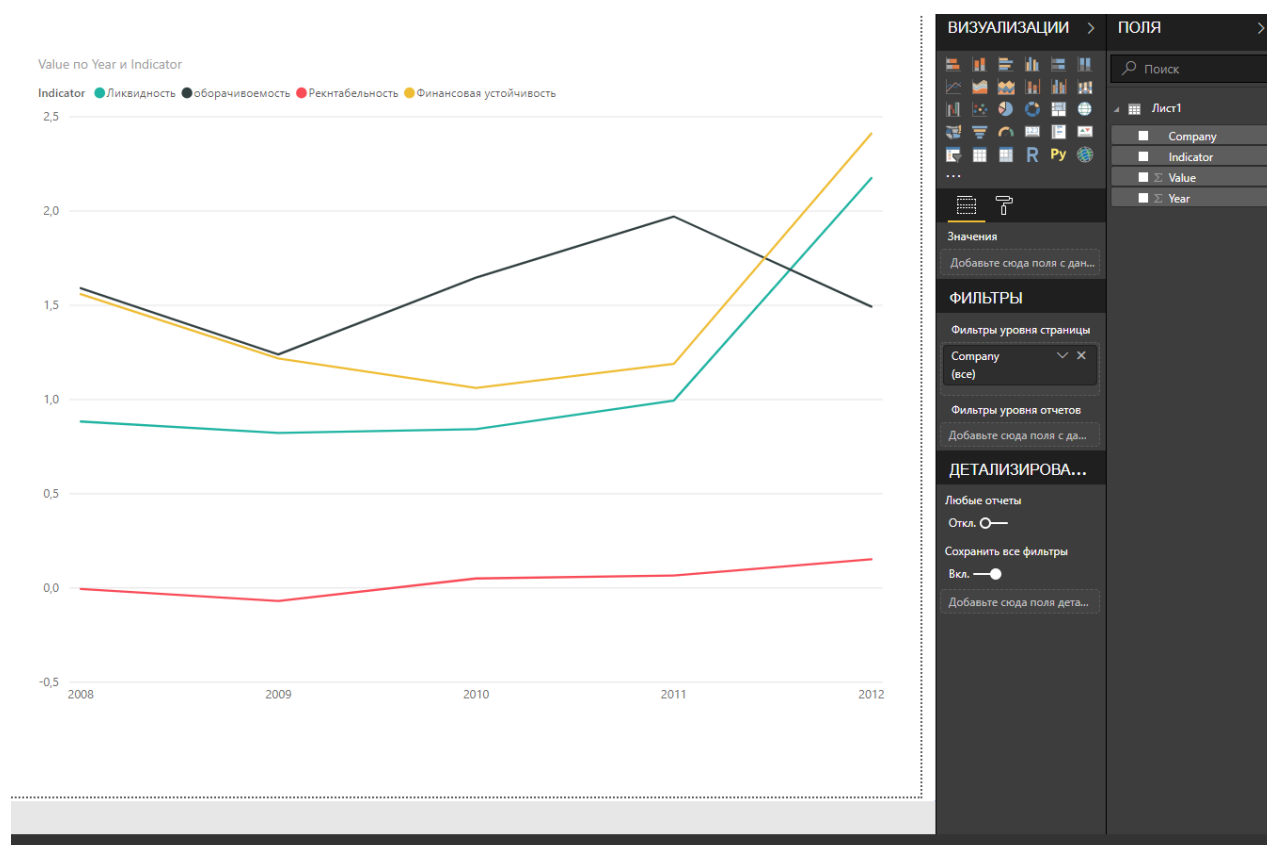 Value по Year и Indicator
Indicator Ликвидность оборачивоемость Рекнтабельность Финансовая устойчивость
2,5
2,0
1,5
1,0
0,5
0,0
-0,5
2008 2009 2010 2011 2012
ВИЗУАЛИЗАЦИИ >
R Py
...
Значения
Добавьте сюда поля с дан...
ФИЛЬТРЫ
Фильтры уровня страницы
Company
(все)
Фильтры уровня отчетов
Добавьте сюда поля с да...
ДЕТАЛИЗИРОВА...
Любые отчеты
Откл.
Сохранить все фильтры
Вкл.
Добавьте сюда поля дета...
ПОЛЯ >
Поиск
Лист1
Company
Indicator
Σ Value
Σ Year